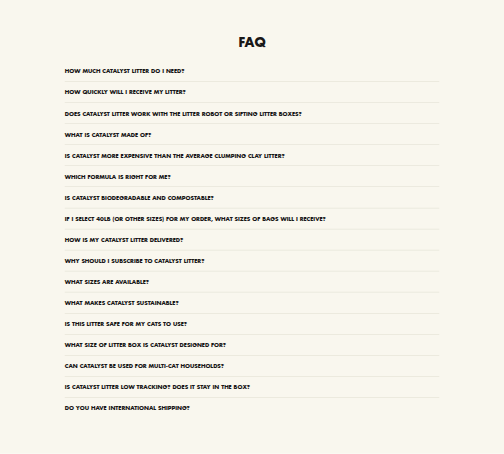 FAQ
HOW MUCH CATALYST LITTER DO I NEED?
HOW QUICKLY WILL I RECEIVE MY LITTER?
DOES CATALYST LITTER WORK WITH THE LITTER ROBOT OR SIFTING LITTER BOXES?
WHAT IS CATALYST MADE OF?
IS CATALYST MORE EXPENSIVE THAN THE AVERAGE CLUMPING CLAY LITTER?
WHICH FORMULA IS RIGHT FOR ME?
IS CATALYST BIODEGRADABLE AND COMPOSTABLE?
IF I SELECT 40LB (OR OTHER SIZES) FOR MY ORDER, WHAT SIZES OF BAGS WILL I RECEIVE?
HOW IS MY CATALYST LITTER DELIVERED?
WHY SHOULD I SUBSCRIBE TO CATALYST LITTER?
WHAT SIZES ARE AVAILABLE?
WHAT MAKES CATALYST SUSTAINABLE?
IS THIS LITTER SAFE FOR MY CATS TO USE?
WHAT SIZE OF LITTER BOX IS CATALYST DESIGNED FOR?
CAN CATALYST BE USED FOR MULTI-CAT HOUSEHOLDS?
IS CATALYST LITTER LOW TRACKING? DOES IT STAY IN THE BOX?
DO YOU HAVE INTERNATIONAL SHIPPING?